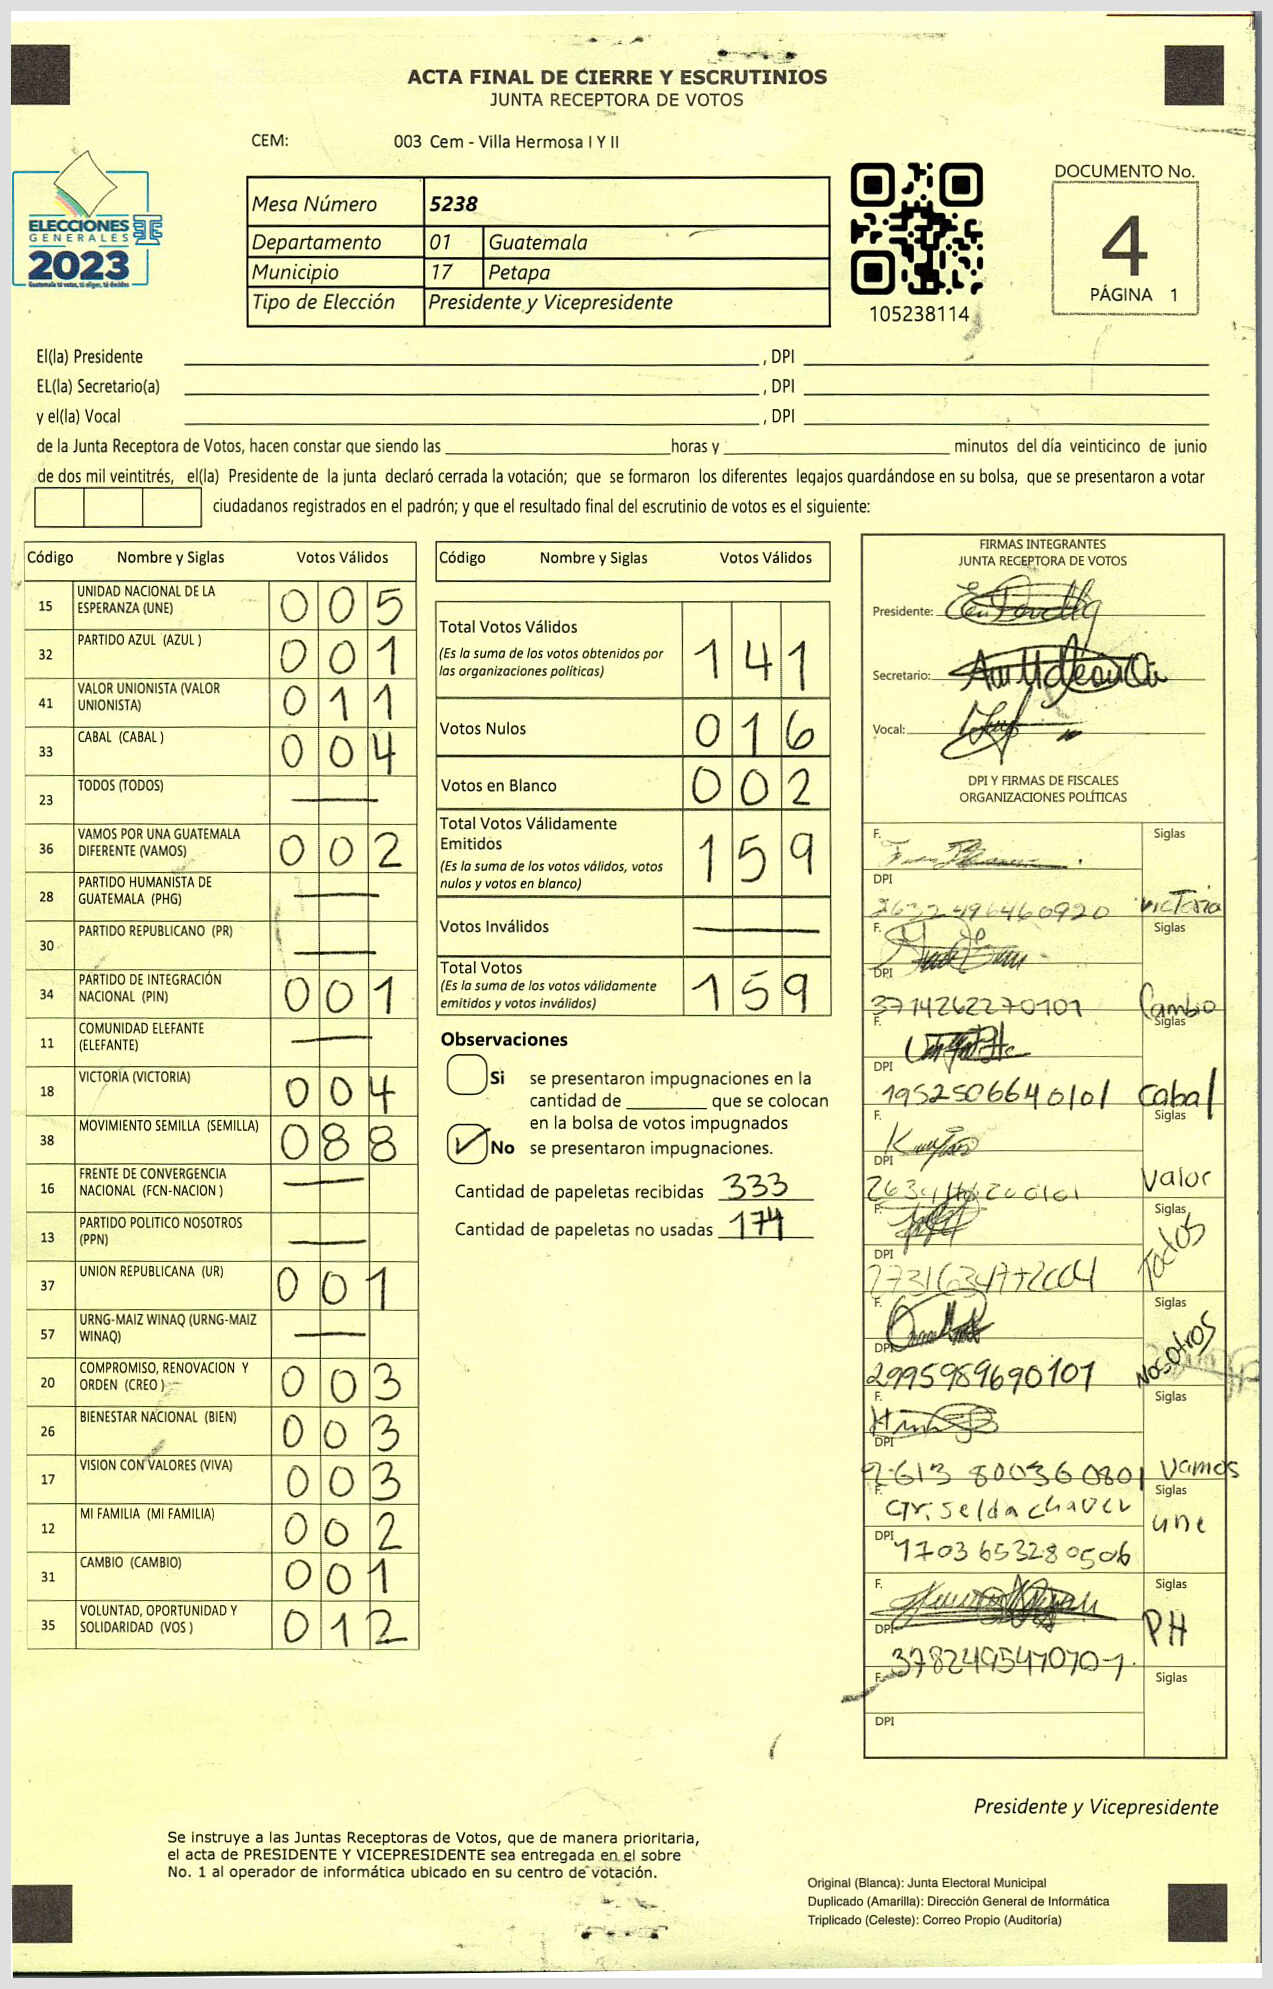 ACTA FINAL DE CIERRE Y ESCRUTINIOS
JUNTA RECEPTORA DE VOTOS
CEM: 003 Cem - Villa Hermosa I Y II
ELECCIONES
GENERALES
2023
Guatemala tú votas, tú eliges, tú decides
Mesa Número 5238
Departamento 01 Guatemala
Municipio 17 Petapa
Tipo de Elección Presidente y Vicepresidente
105238114
DOCUMENTO No.
4
PÁGINA 1
El(la) Presidente , DPI
EL(la) Secretario(a) , DPI
y el(la) Vocal , DPI
de la Junta Receptora de Votos, hacen constar que siendo las horas y minutos del día veinticinco de junio
de dos mil veintitrés, el(la) Presidente de la junta declaró cerrada la votación; que se formaron los diferentes legajos guardándose en su bolsa, que se presentaron a votar
ciudadanos registrados en el padrón; y que el resultado final del escrutinio de votos es el siguiente:
Código Nombre y Siglas Votos Válidos
15 UNIDAD NACIONAL DE LA
ESPERANZA (UNE) 005
32 PARTIDO AZUL (AZUL ) 001
41 VALOR UNIONISTA (VALOR
UNIONISTA) 011
33 CABAL (CABAL ) 004
23 TODOS (TODOS) —
36 VAMOS POR UNA GUATEMALA
DIFERENTE (VAMOS) 002
28 PARTIDO HUMANISTA DE
GUATEMALA (PHG) —
30 PARTIDO REPUBLICANO (PR) —
34 PARTIDO DE INTEGRACIÓN
NACIONAL (PIN) 001
11 COMUNIDAD ELEFANTE
(ELEFANTE) —
18 VICTORIA (VICTORIA) 004
38 MOVIMIENTO SEMILLA (SEMILLA) 088
16 FRENTE DE CONVERGENCIA
NACIONAL (FCN-NACION ) —
13 PARTIDO POLITICO NOSOTROS
(PPN) —
37 UNION REPUBLICANA (UR) 001
57 URNG-MAIZ WINAQ (URNG-MAIZ
WINAQ) —
20 COMPROMISO, RENOVACION Y
ORDEN (CREO ) 003
26 BIENESTAR NACIONAL (BIEN) 003
17 VISION CON VALORES (VIVA) 003
12 MI FAMILIA (MI FAMILIA) 002
31 CAMBIO (CAMBIO) 001
35 VOLUNTAD, OPORTUNIDAD Y
SOLIDARIDAD (VOS ) 012
Código Nombre y Siglas Votos Válidos
Total Votos Válidos
(Es la suma de los votos obtenidos por
las organizaciones políticas) 141
Votos Nulos 016
Votos en Blanco 002
Total Votos Válidamente
Emitidos
(Es la suma de los votos válidos, votos
nulos y votos en blanco) 159
Votos Inválidos —
Total Votos
(Es la suma de los votos válidamente
emitidos y votos inválidos) 159
Observaciones
Si se presentaron impugnaciones en la
cantidad de que se colocan
en la bolsa de votos impugnados
No se presentaron impugnaciones.
Cantidad de papeletas recibidas 333
Cantidad de papeletas no usadas 174
FIRMAS INTEGRANTES
JUNTA RECEPTORA DE VOTOS
Presidente:
Secretario:
Vocal:
DPI Y FIRMAS DE FISCALES
ORGANIZACIONES POLÍTICAS
F. Siglas
DPI
victoria
F. Siglas
DPI
3714262270101 Cambio
F. Siglas
DPI
1952506640101 Cabal
F. Siglas
DPI
Valor
F. Siglas
DPI
Todos
F. Siglas
DPI
2995989690101 Nosotros
F. Siglas
DPI
2613 800360801 Vamos
F. Griselda chavez Siglas
DPI
1703653280506 une
F. Siglas
DPI
PH
F. Siglas
DPI
Presidente y Vicepresidente
Se instruye a las Juntas Receptoras de Votos, que de manera prioritaria,
el acta de PRESIDENTE Y VICEPRESIDENTE sea entregada en el sobre
No. 1 al operador de informática ubicado en su centro de votación.
Original (Blanca): Junta Electoral Municipal
Duplicado (Amarilla): Dirección General de Informática
Triplicado (Celeste): Correo Propio (Auditoría)